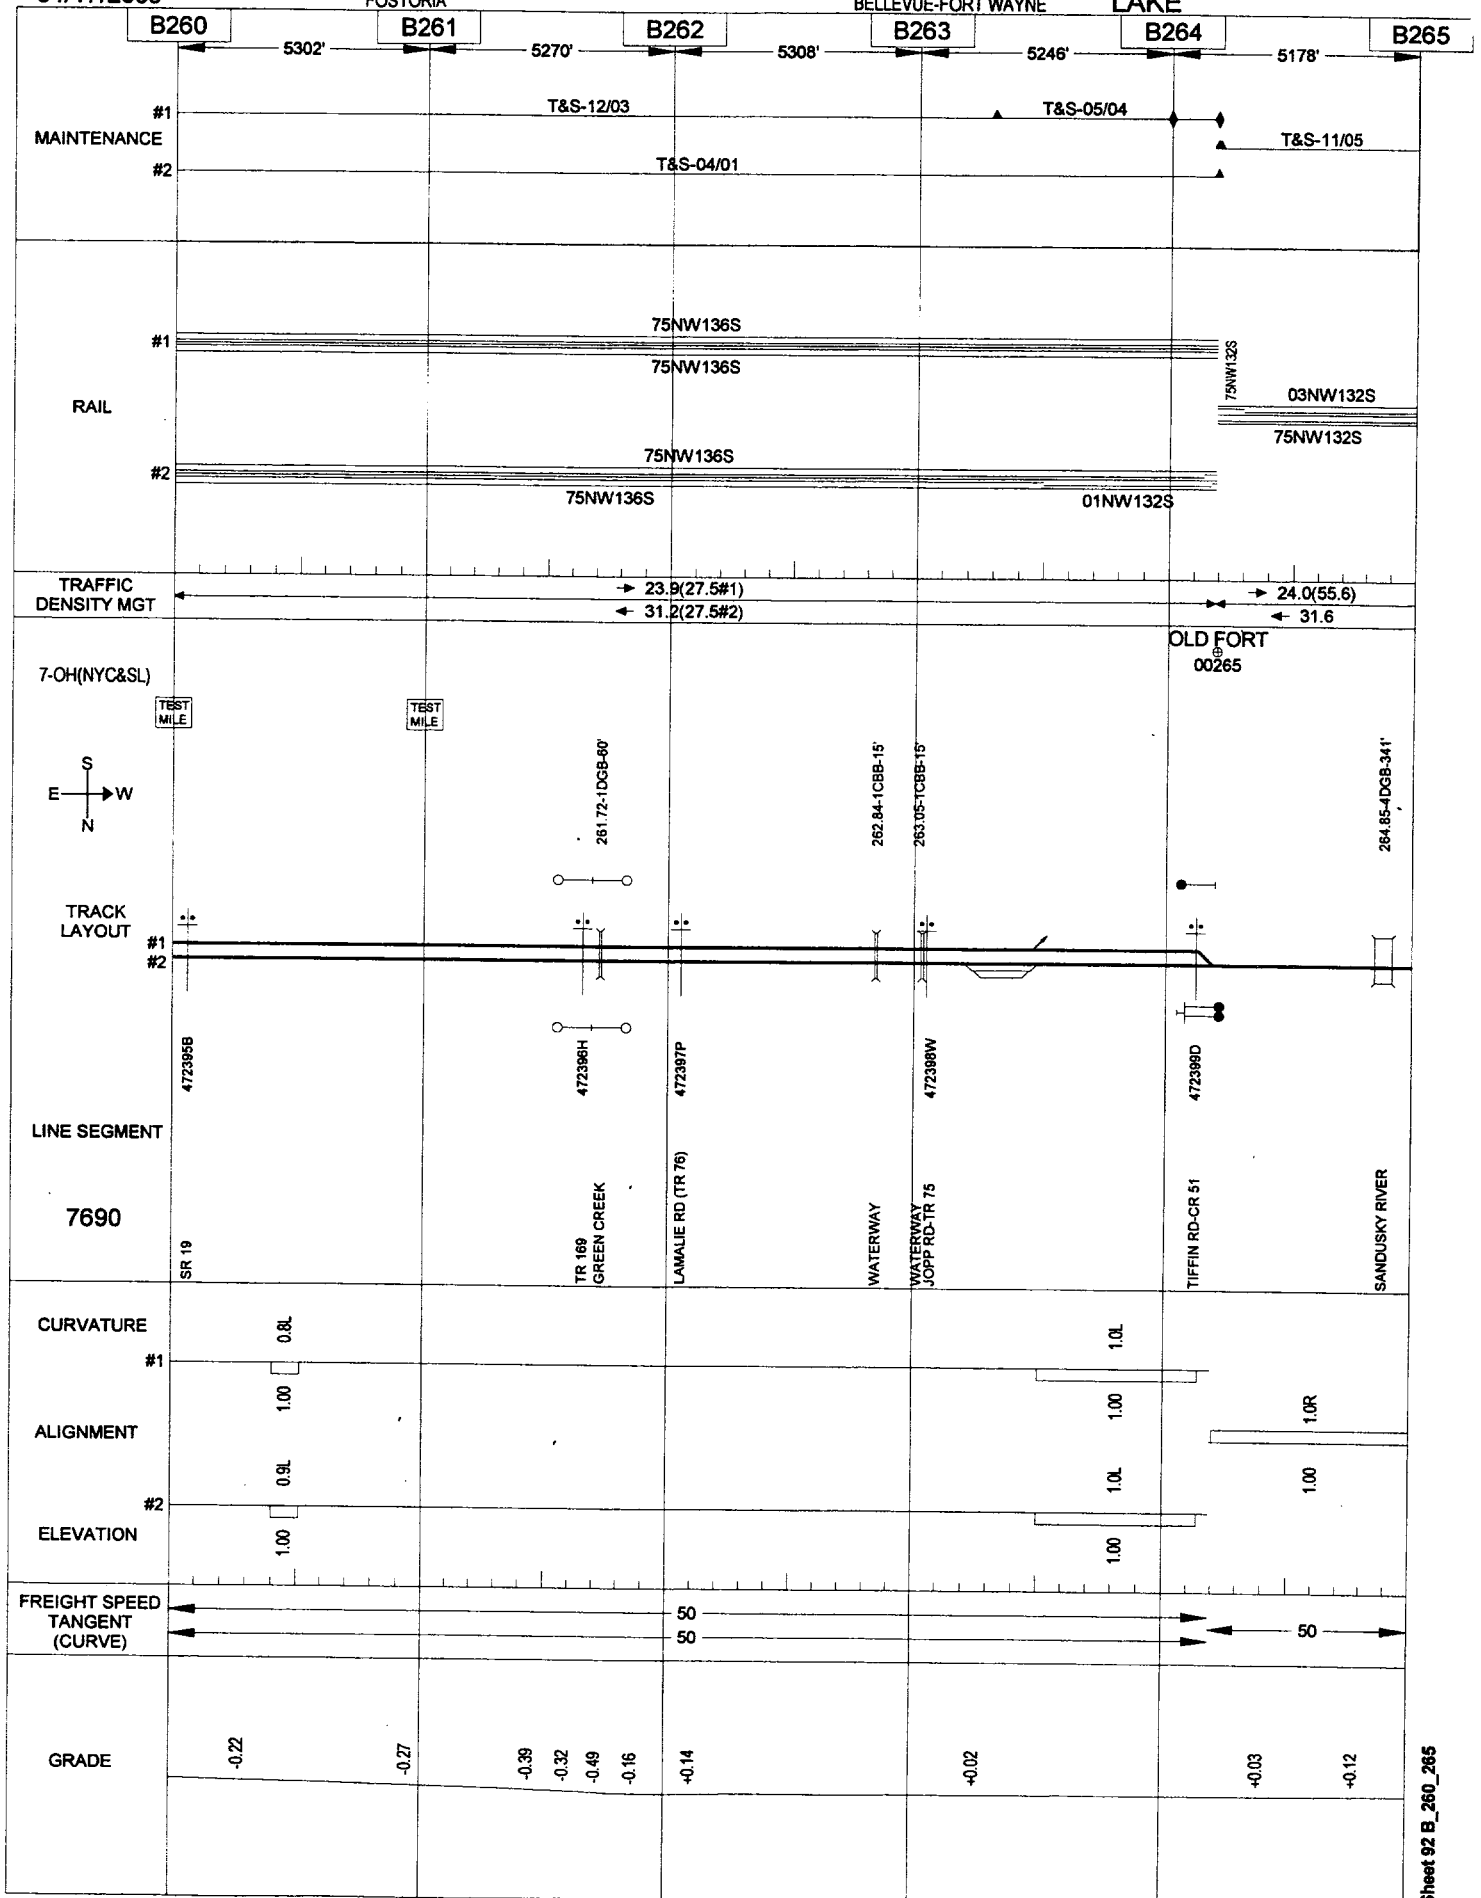 FOSTORIA
BELLEVUE-FORT WAYNE
LAKE
B260
B261
B262
B263
B264
B265
5302'
5270'
5308'
5246'
5178'
MAINTENANCE
#1
T&S-12/03
T&S-05/04
T&S-11/05
#2
T&S-04/01
RAIL
#1
75NW136S
75NW136S
75NW132S
03NW132S
75NW132S
#2
75NW136S
75NW136S
01NW132S
TRAFFIC
DENSITY MGT
23.9(27.5#1)
31.2(27.5#2)
24.0(55.6)
31.6
OLD FORT
00265
7-OH(NYC&SL)
TEST
MILE
TEST
MILE
S
E
W
N
261.72-1DGB-60'
262.84-1CBB-15'
263.05-1CBB-15'
264.85-4DGB-341'
TRACK
LAYOUT
#1
#2
472395B
472396H
472397P
472398W
472399D
LINE SEGMENT
7690
SR 19
TR 169
GREEN CREEK
LAMALIE RD (TR 76)
WATERWAY
WATERWAY
JOPP RD-TR 75
TIFFIN RD-CR 51
SANDUSKY RIVER
CURVATURE
#1
0.8L
1.00
1.0L
1.00
ALIGNMENT
1.0R
1.00
#2
0.9L
1.00
1.0L
1.00
ELEVATION
FREIGHT SPEED
TANGENT
(CURVE)
50
50
50
GRADE
-0.22
-0.27
-0.39
-0.32
-0.49
-0.16
+0.14
+0.02
+0.03
+0.12
Sheet 92 B_260_265